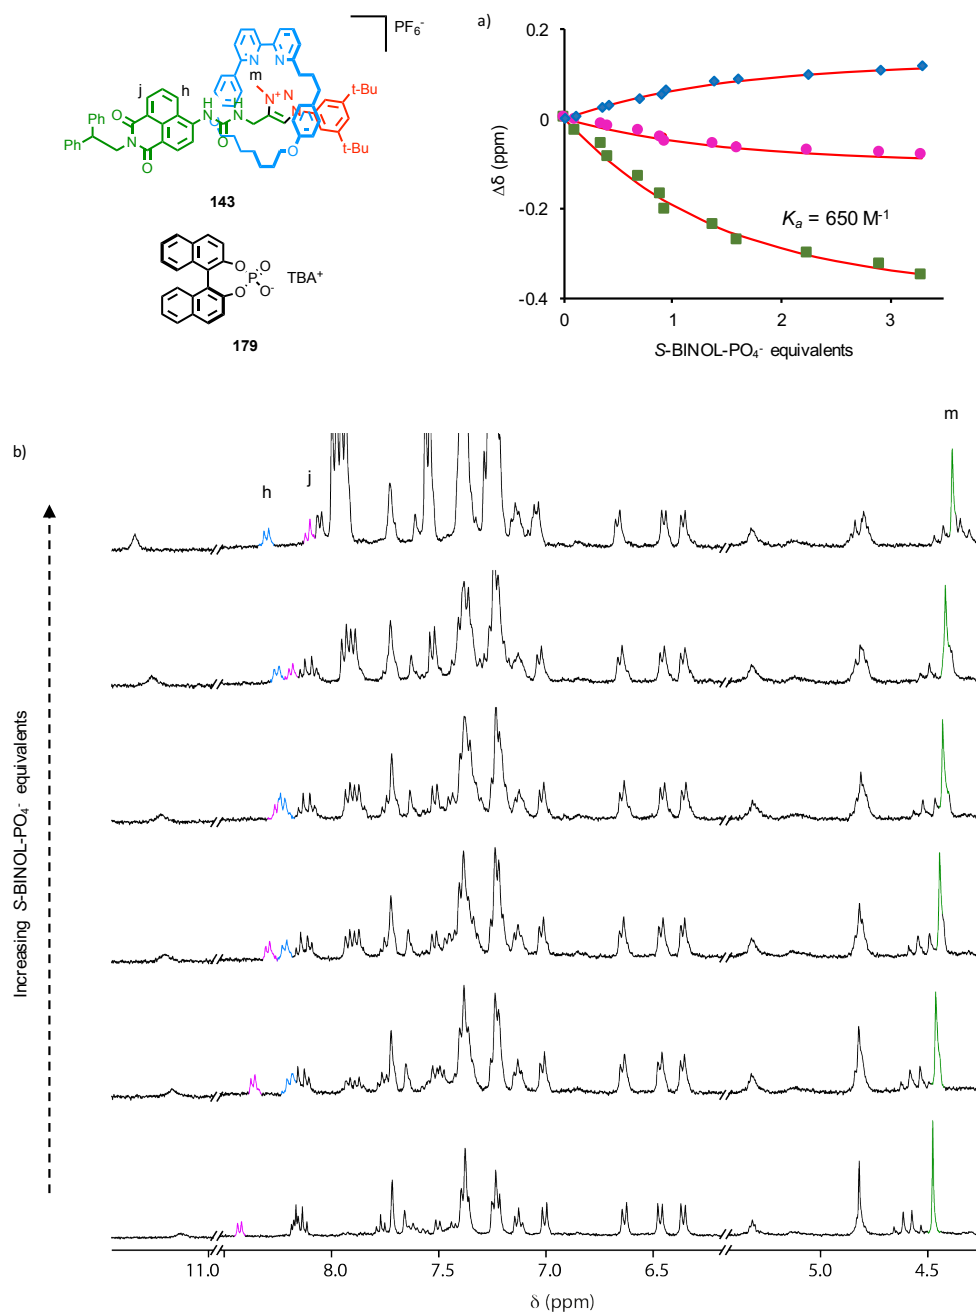 a)
PF6-
m
j
h
N
N
N+
N
N
t-Bu
t-Bu
H
N
H
N
O
O
N
O
O
O
Ph
Ph
143
O
O
P
O
O-
TBA+
179
0.2
0
-0.2
-0.4
Δδ (ppm)
Ka = 650 M-1
0
1
2
3
S-BINOL-PO4- equivalents
b)
m
h
j
Increasing S-BINOL-PO4- equivalents
11.0
8.0
7.5
7.0
6.5
5.0
4.5
δ (ppm)